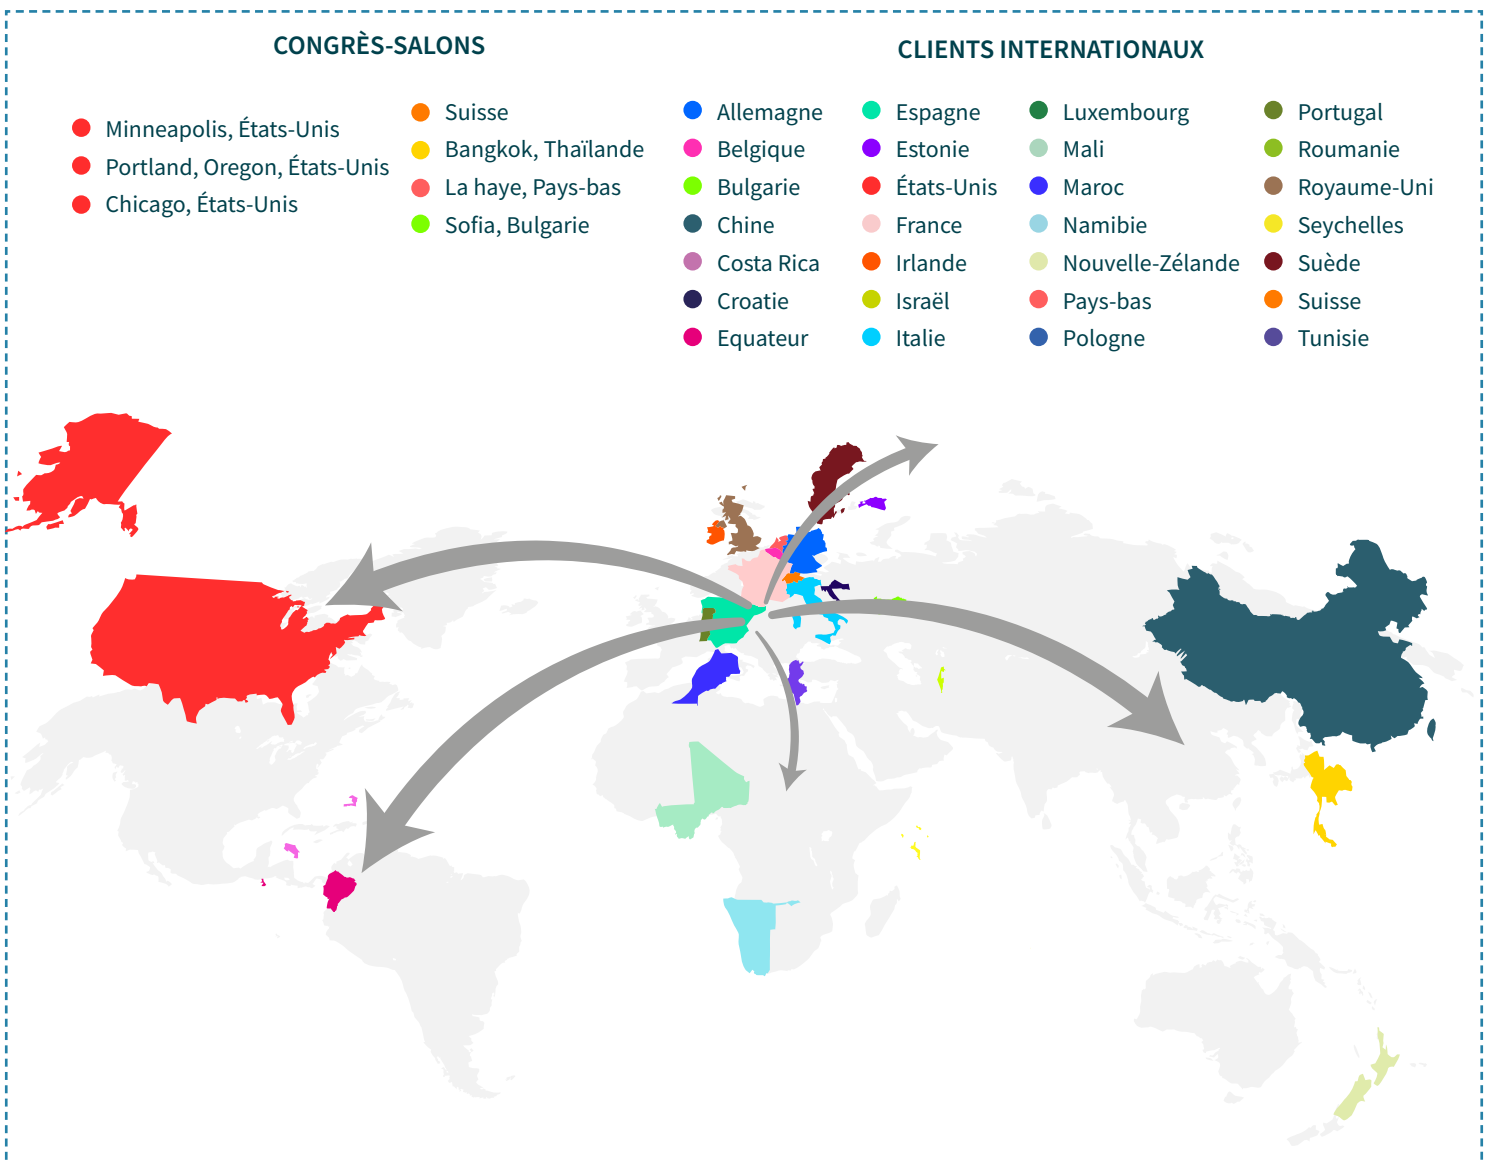 CONGRÈS-SALONS
Minneapolis, États-Unis
Portland, Oregon, États-Unis
Chicago, États-Unis
Suisse
Bangkok, Thaïlande
La haye, Pays-bas
Sofia, Bulgarie
CLIENTS INTERNATIONAUX
Allemagne
Belgique
Bulgarie
Chine
Costa Rica
Croatie
Equateur
Espagne
Estonie
États-Unis
France
Irlande
Israël
Italie
Luxembourg
Mali
Maroc
Namibie
Nouvelle-Zélande
Pays-bas
Pologne
Portugal
Roumanie
Royaume-Uni
Seychelles
Suède
Suisse
Tunisie